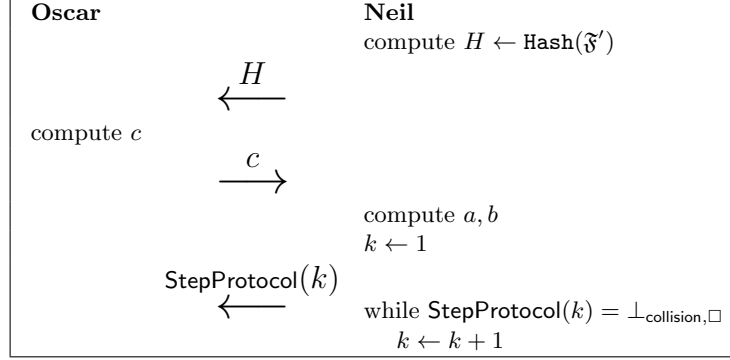 Oscar Neil
compute H ← Hash(𝔉′)
H
←
compute c
c
→
compute a, b
k ← 1
StepProtocol(k)
←
while StepProtocol(k) = ⊥collision,□
k ← k + 1